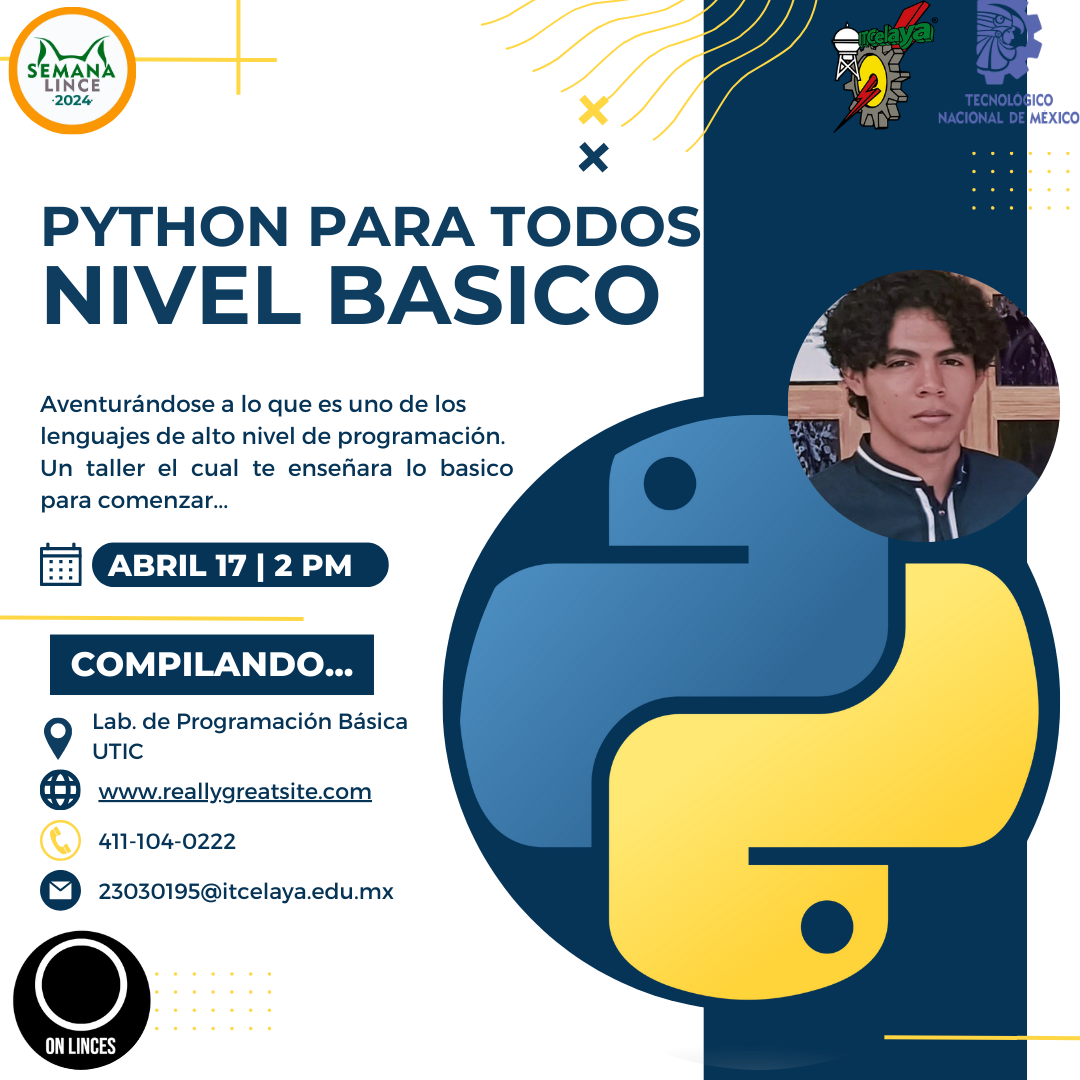 SEMANA
LINCE
·2024·
ITCelaya
TECNOLÓGICO
NACIONAL DE MÉXICO
PYTHON PARA TODOS
NIVEL BASICO
Aventurándose a lo que es uno de los
lenguajes de alto nivel de programación.
Un taller el cual te enseñara lo basico
para comenzar...
ABRIL 17 | 2 PM
COMPILANDO...
Lab. de Programación Básica
UTIC
www.reallygreatsite.com
411-104-0222
23030195@itcelaya.edu.mx
ON LINCES